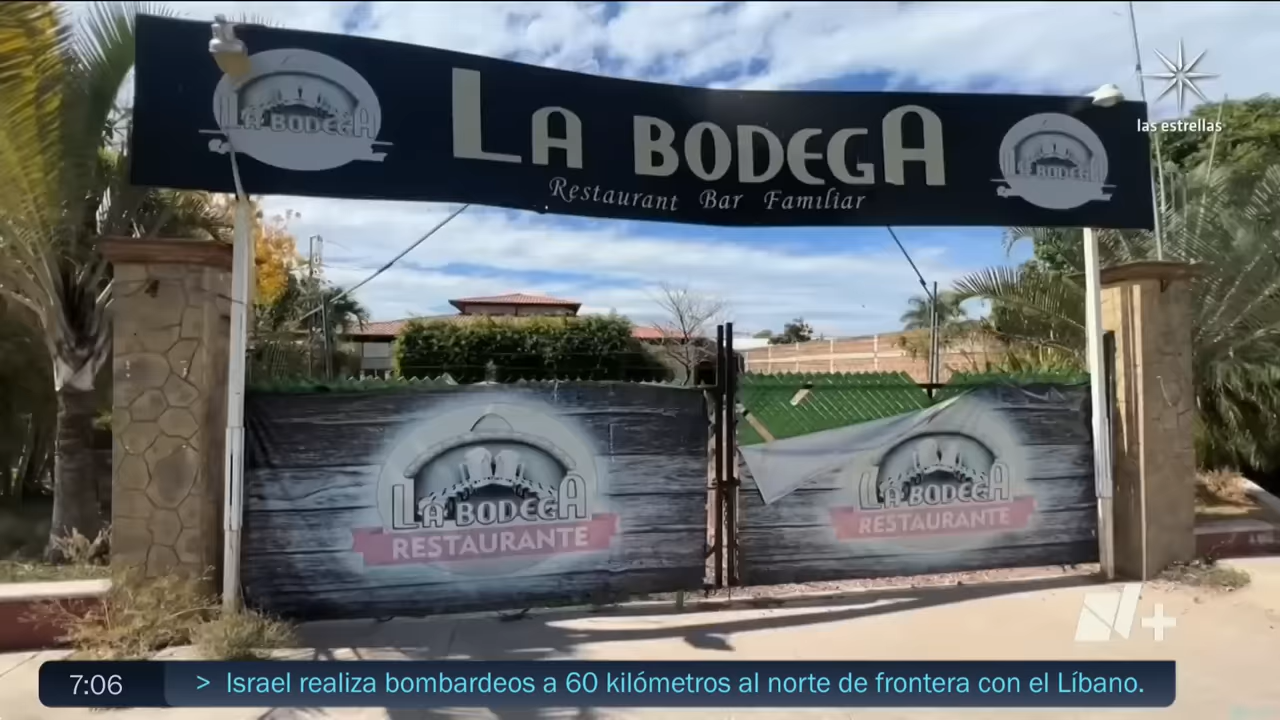 LA BODEGA
LA BODEGA
Restaurant Bar Familiar
LA BODEGA
las estrellas
LA BODEGA
RESTAURANTE
LA BODEGA
RESTAURANTE
N+
7:06
> Israel realiza bombardeos a 60 kilómetros al norte de frontera con el Líbano.